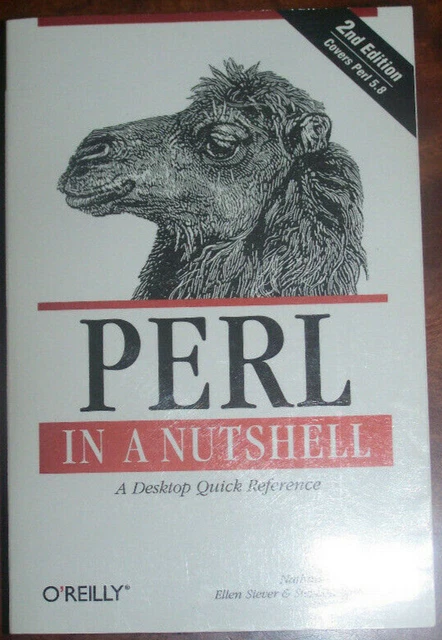 2nd Edition
Covers Perl 5.8
PERL
IN A NUTSHELL
A Desktop Quick Reference
O'REILLY®
Ellen Siever &